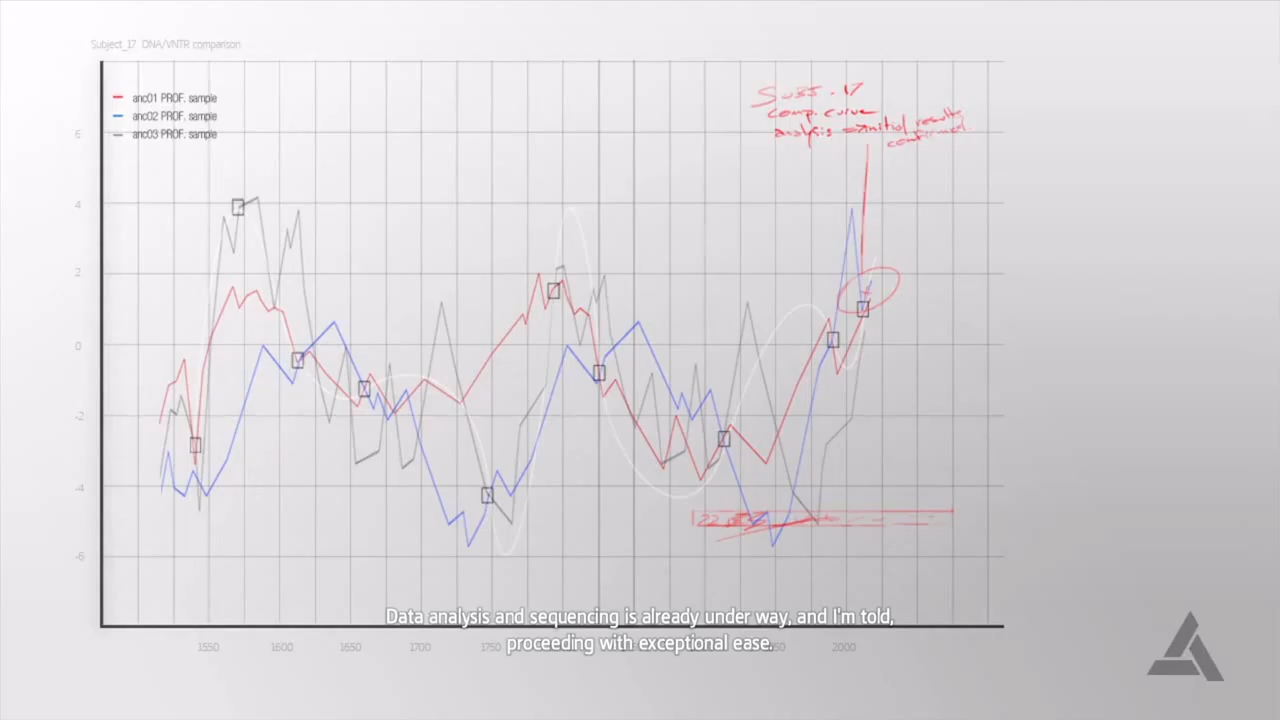 Subject_17 DNA/VNTR comparison
anc01 PROF. sample
anc02 PROF. sample
anc03 PROF. sample
SUBJ. 17
comp. curve
analysis
results
confirmed
6
4
2
0
-2
-4
-6
22
Data analysis and sequencing is already under way, and I'm told,
proceeding with exceptional ease.
1550 1600 1650 1700 1750 2000